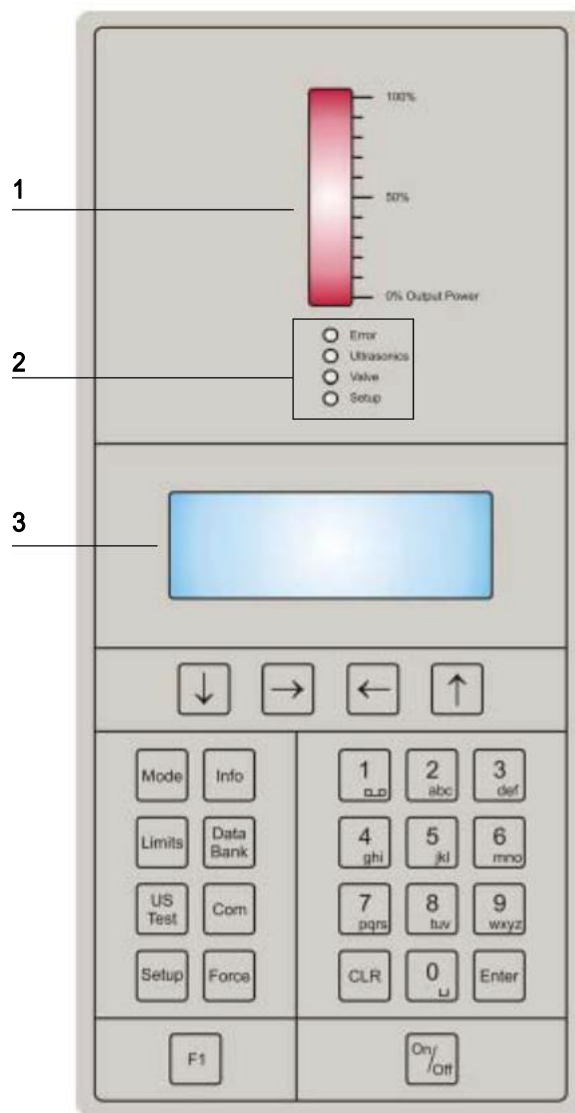 100%
1
50%
0% Output Power
Error
2
Ultrasonics
Valve
Setup
3
↓ → ← ↑
Mode Info 1 2 abc 3 def
Limits Data Bank 4 ghi 5 jkl 6 mno
US Test Com 7 pqrs 8 tuv 9 wxyz
Setup Force CLR 0 Enter
F1 On/Off